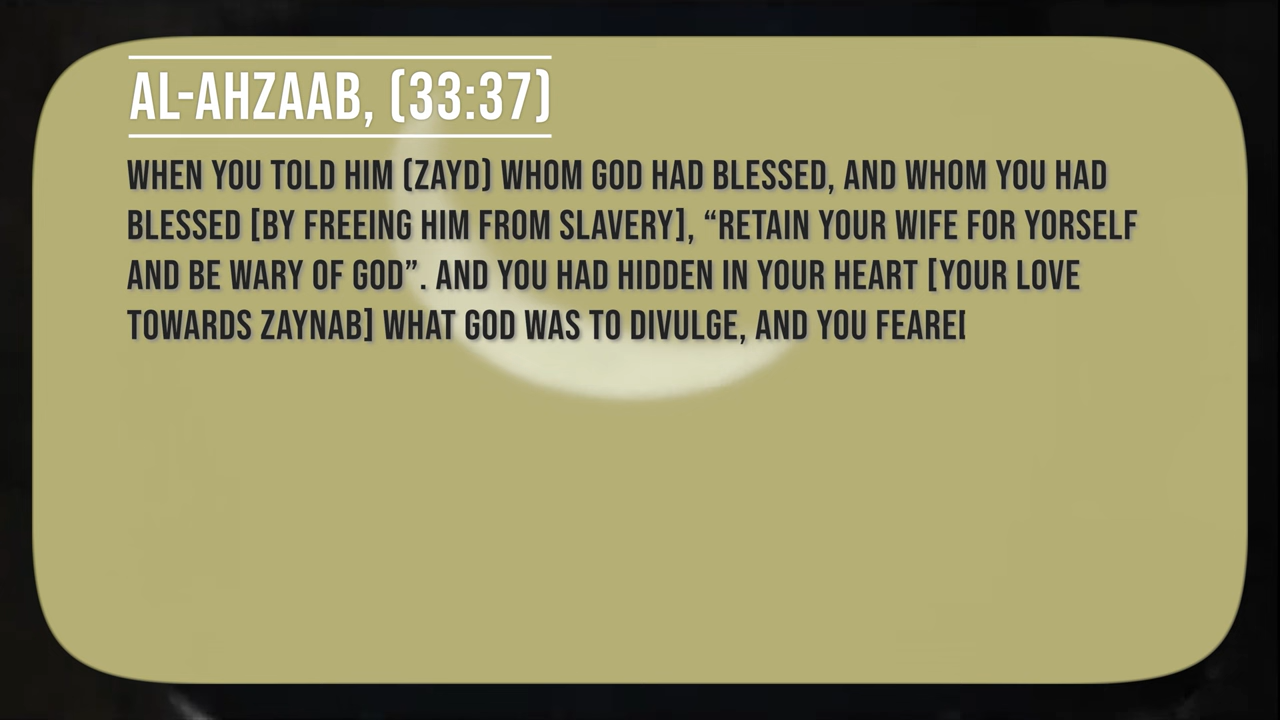 AL-AHZAAB, (33:37)
WHEN YOU TOLD HIM (ZAYD) WHOM GOD HAD BLESSED, AND WHOM YOU HAD
BLESSED [BY FREEING HIM FROM SLAVERY], “RETAIN YOUR WIFE FOR YORSELF
AND BE WARY OF GOD”. AND YOU HAD HIDDEN IN YOUR HEART [YOUR LOVE
TOWARDS ZAYNAB] WHAT GOD WAS TO DIVULGE, AND YOU